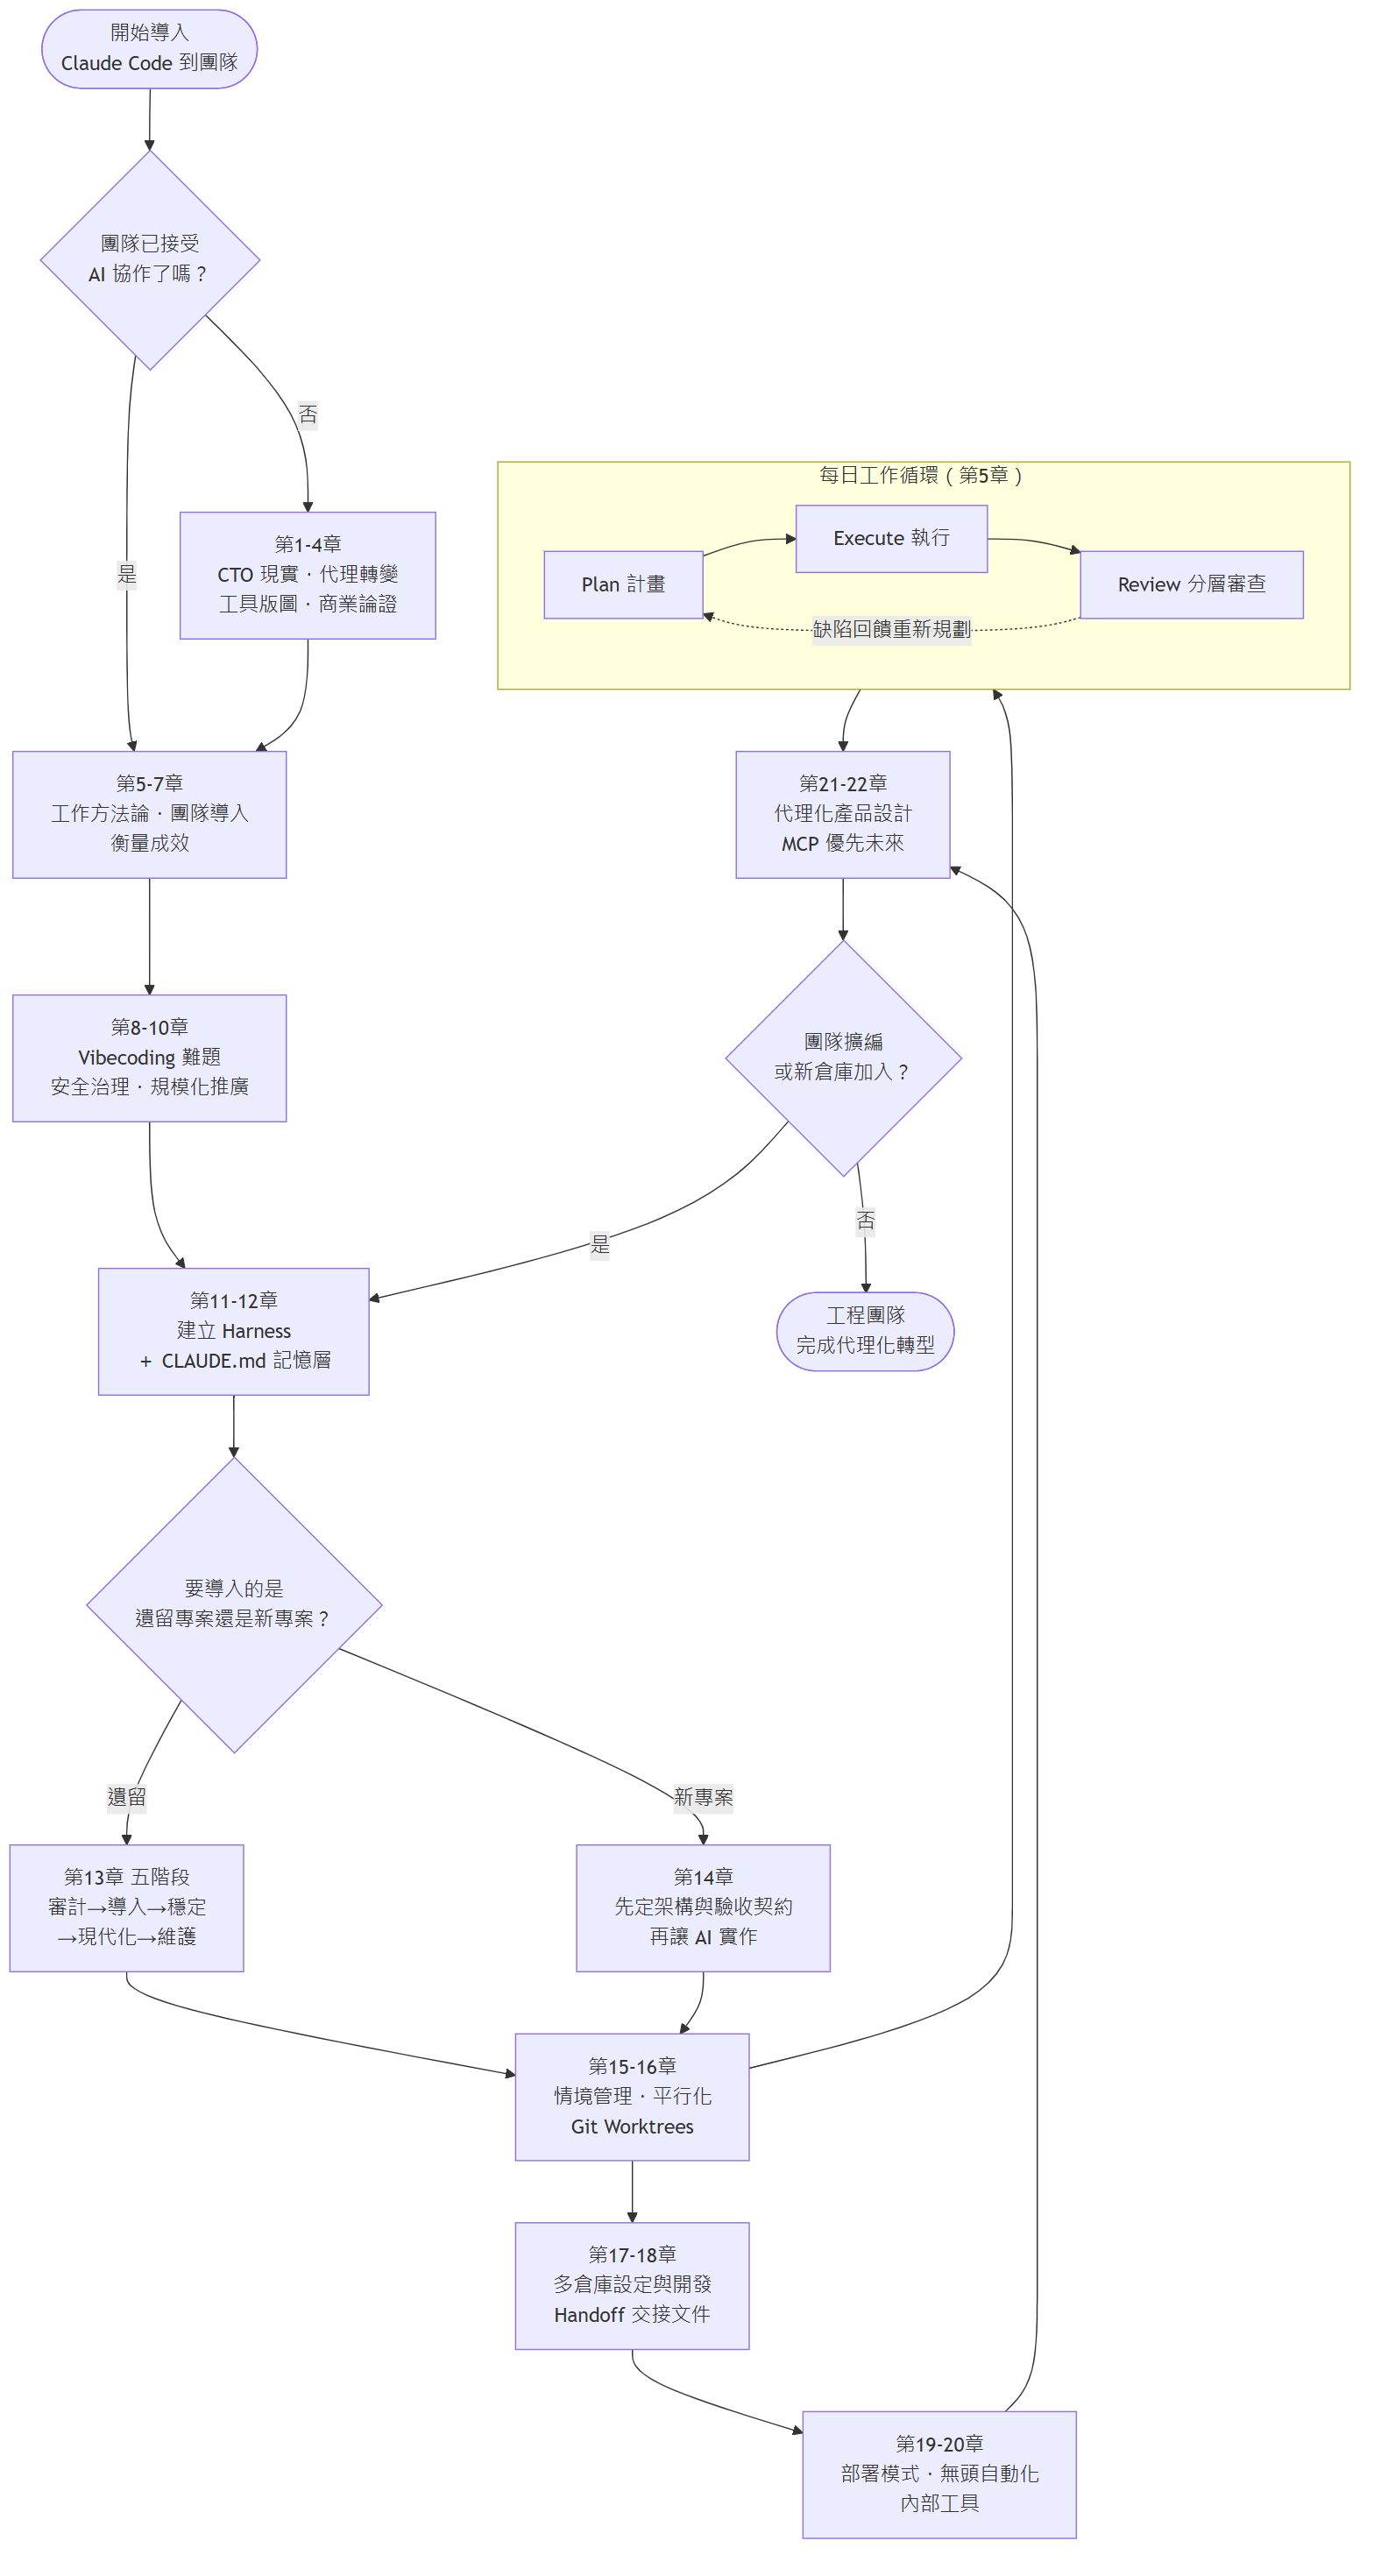 開始導入
Claude Code 到團隊
團隊已接受
AI 協作了嗎？
否
是
第1-4章
CTO 現實．代理轉變
工具版圖．商業論證
每日工作循環（第5章）
Plan 計畫
Execute 執行
Review 分層審查
缺陷回饋重新規劃
第5-7章
工作方法論．團隊導入
衡量成效
第21-22章
代理化產品設計
MCP 優先未來
第8-10章
Vibecoding 難題
安全治理．規模化推廣
團隊擴編
或新倉庫加入？
是
否
第11-12章
建立 Harness
+ CLAUDE.md 記憶層
工程團隊
完成代理化轉型
要導入的是
遺留專案還是新專案？
遺留
新專案
第13章 五階段
審計→導入→穩定
→現代化→維護
第14章
先定架構與驗收契約
再讓 AI 實作
第15-16章
情境管理．平行化
Git Worktrees
第17-18章
多倉庫設定與開發
Handoff 交接文件
第19-20章
部署模式．無頭自動化
內部工具